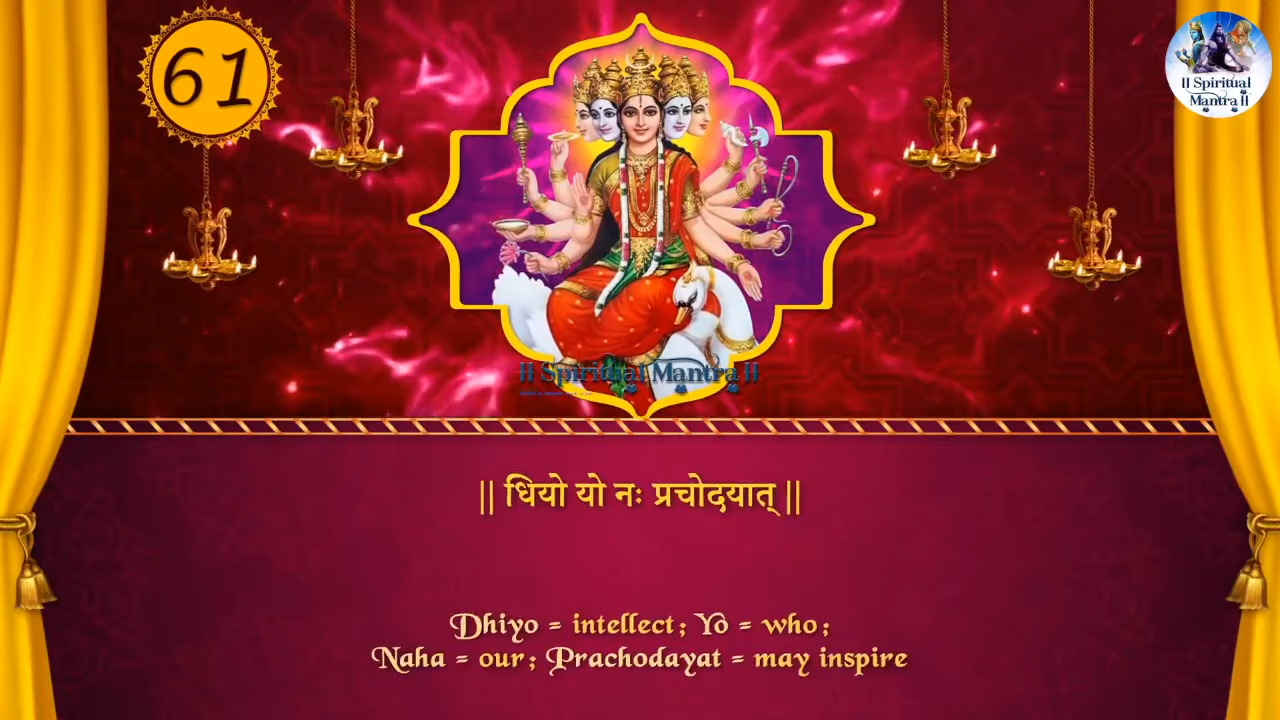 61
|| Spiritual
Mantra ||
|| Spiritual Mantra ||
|| धियो यो नः प्रचोदयात् ||
Dhiyo = intellect; Yo = who;
Naha = our; Prachodayat = may inspire